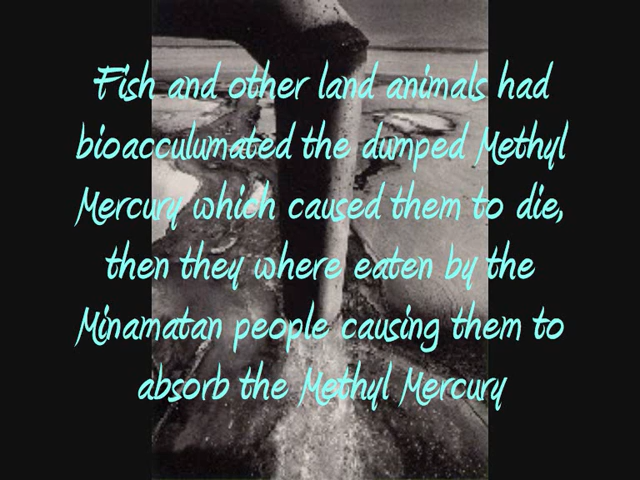 Fish and other land animals had
bioacculumated the dumped Methyl
Mercury which caused them to die,
then they where eaten by the
Minamatan people causing them to
absorb the Methyl Mercury